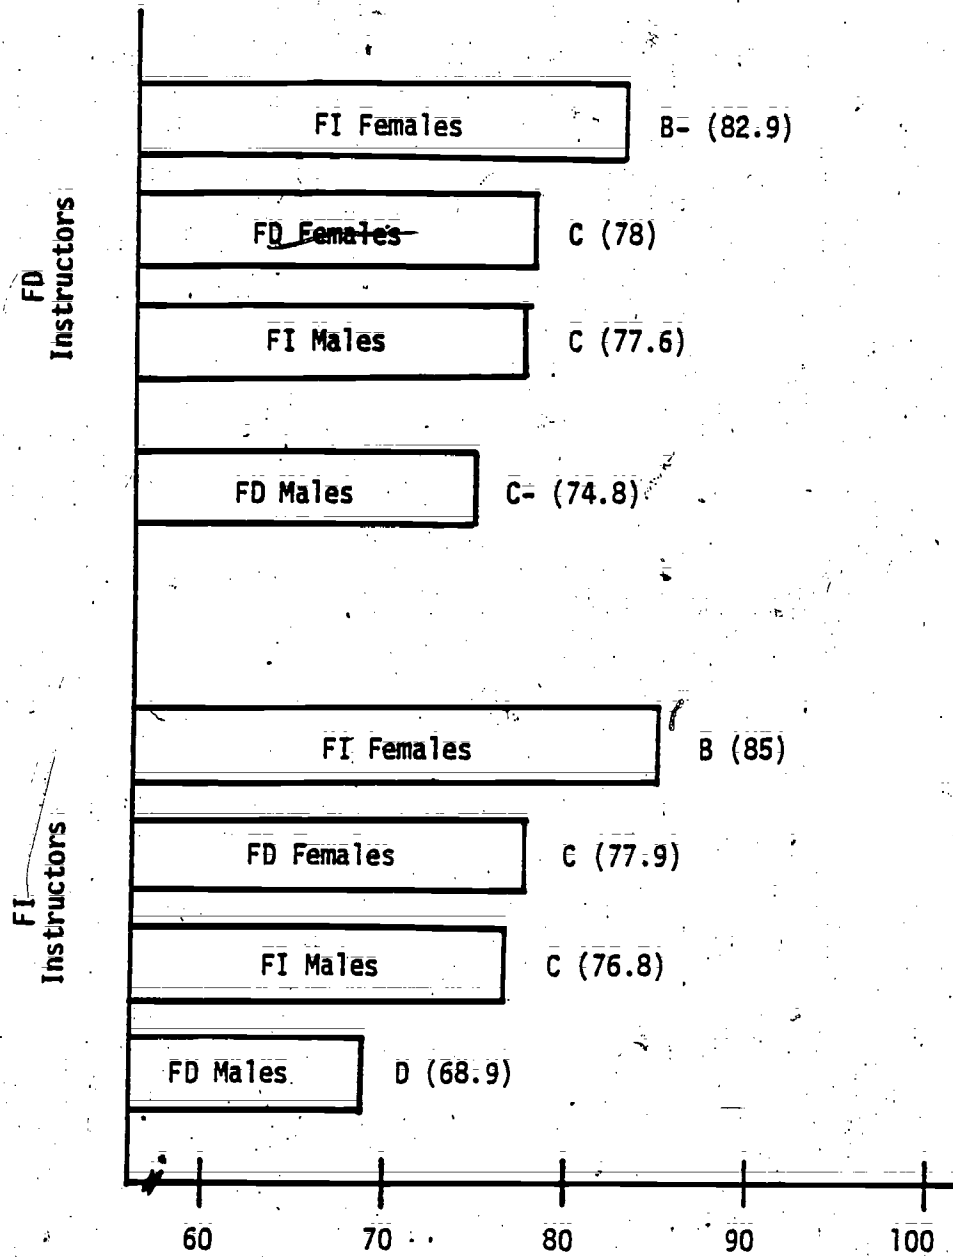 FD
Instructors
FI Females B- (82.9)
FD Females C (78)
FI Males C (77.6)
FD Males C- (74.8)
FI
Instructors
FI Females B (85)
FD Females C (77.9)
FI Males C (76.8)
FD Males D (68.9)
60 70 80 90 100